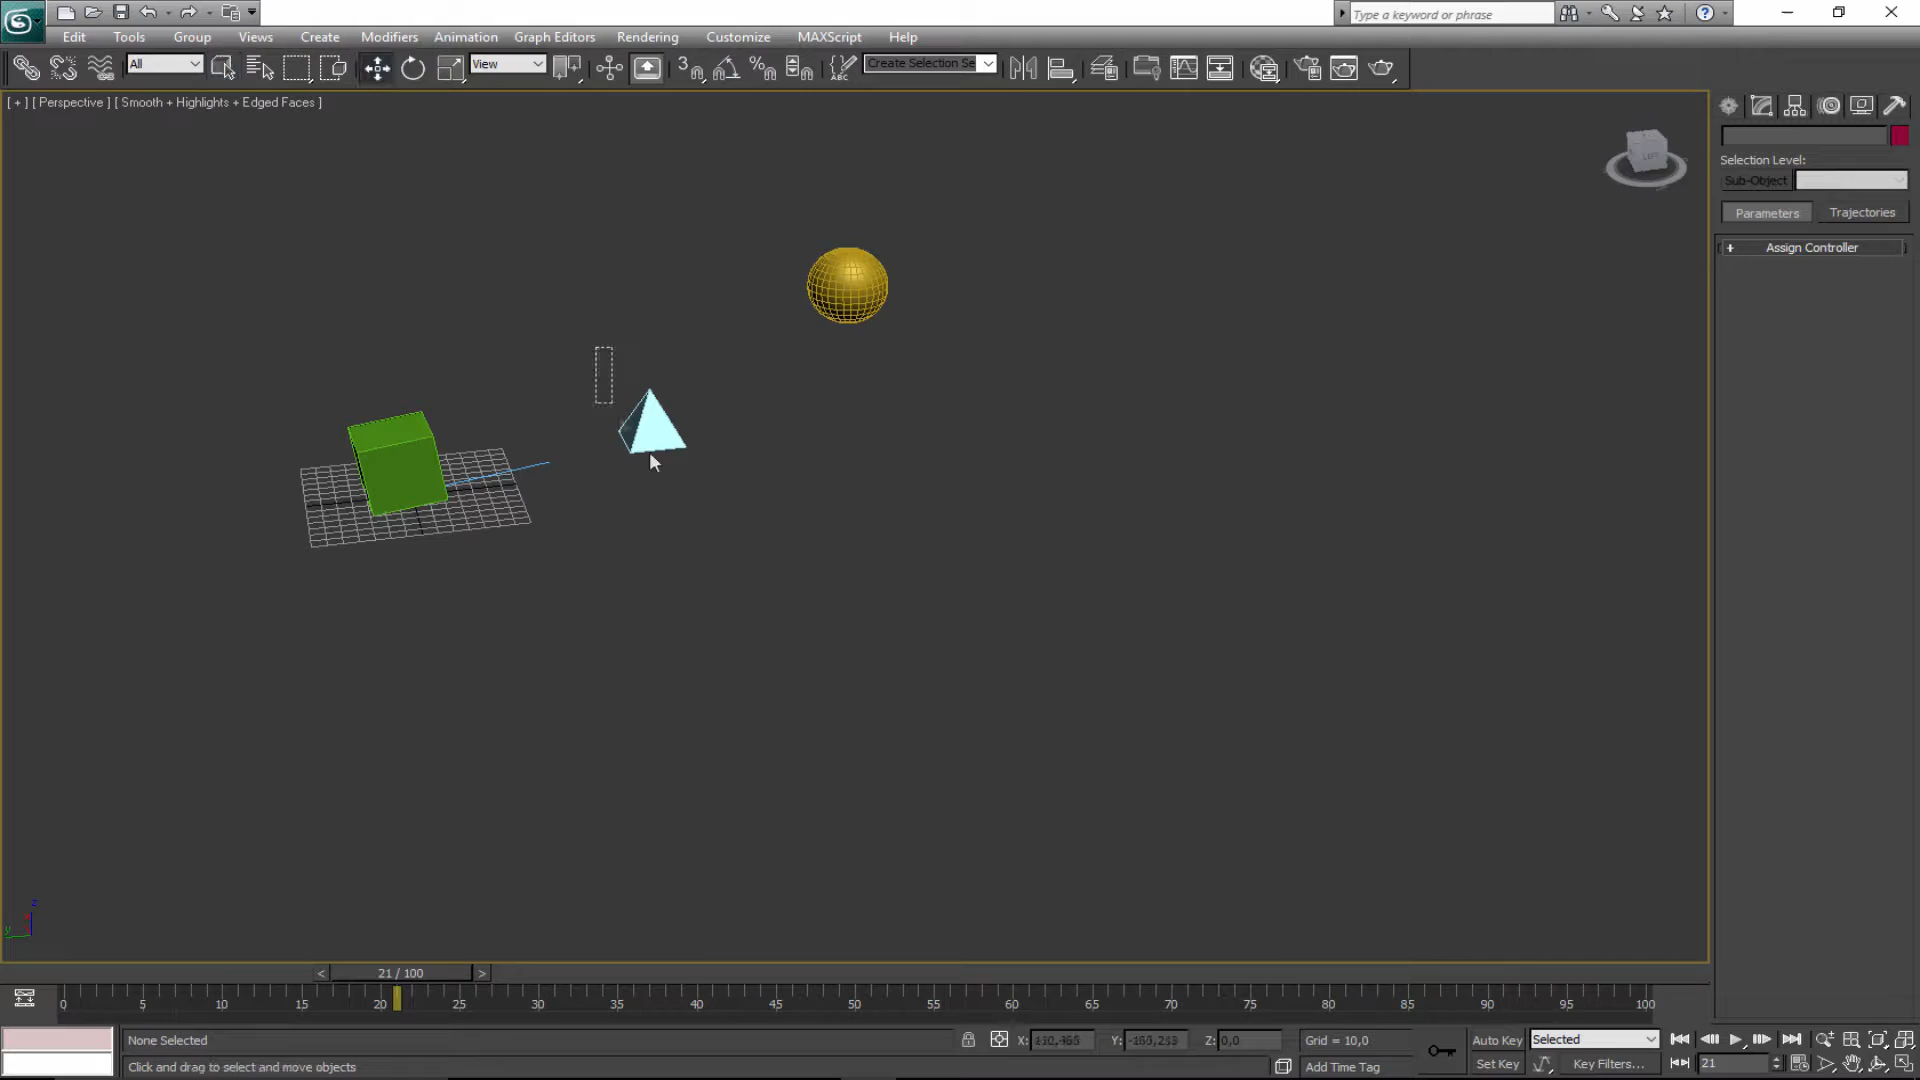 Type a keyword or phrase
Edit Tools Group Views Create Modifiers Animation Graph Editors Rendering Customize MAXScript Help
All View 3 ABC Create Selection Se
[ + ] [ Perspective ] [ Smooth + Highlights + Edged Faces ]
LEFT
Selection Level:
Sub-Object
Parameters Trajectories
+ Assign Controller
z
y
< 21 / 100 >
0 5 10 15 20 25 30 35 40 45 50 55 60 65 70 75 80 85 90 95 100
None Selected X: Y: Z: 0,0 Grid = 10,0 Auto Key Selected
Click and drag to select and move objects Add Time Tag Set Key Key Filters... 21